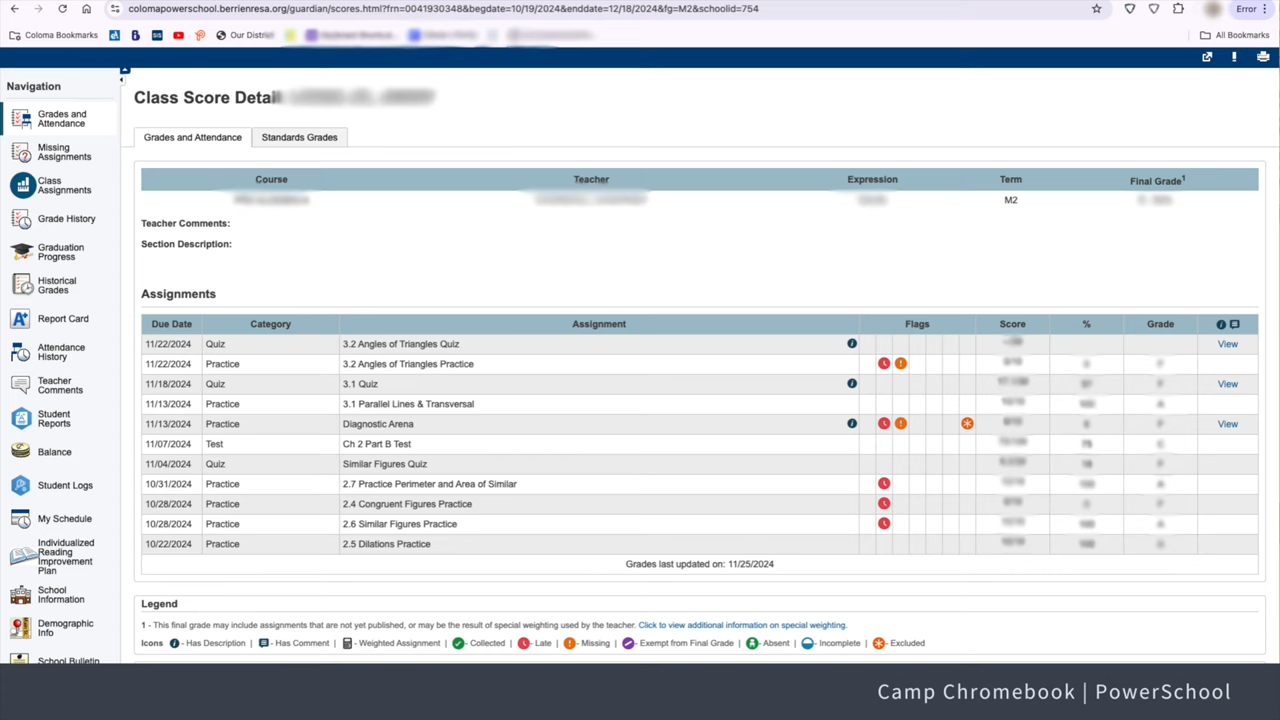 colomapowerschool.berrienresa.org/guardian/scores.html?frn=0041930348&begdate=10/19/2024&enddate=12/18/2024&fg=M2&schoolid=754
Error
Coloma Bookmarks
SIS
Our District
All Bookmarks
Navigation
Grades and Attendance
Missing Assignments
Class Assignments
Grade History
Graduation Progress
Historical Grades
Report Card
Attendance History
Teacher Comments
Student Reports
Balance
Student Logs
My Schedule
Individualized Reading Improvement Plan
School Information
Demographic Info
School Bulletin
Class Score Detail
Grades and Attendance Standards Grades
Course Teacher Expression Term Final Grade1
M2
Teacher Comments:
Section Description:
Assignments
Due Date Category Assignment Flags Score % Grade
11/22/2024 Quiz 3.2 Angles of Triangles Quiz View
11/22/2024 Practice 3.2 Angles of Triangles Practice
11/18/2024 Quiz 3.1 Quiz View
11/13/2024 Practice 3.1 Parallel Lines & Transversal
11/13/2024 Practice Diagnostic Arena View
11/07/2024 Test Ch 2 Part B Test
11/04/2024 Quiz Similar Figures Quiz
10/31/2024 Practice 2.7 Practice Perimeter and Area of Similar
10/28/2024 Practice 2.4 Congruent Figures Practice
10/28/2024 Practice 2.6 Similar Figures Practice
10/22/2024 Practice 2.5 Dilations Practice
Grades last updated on: 11/25/2024
Legend
1 - This final grade may include assignments that are not yet published, or may be the result of special weighting used by the teacher. Click to view additional information on special weighting.
Icons - Has Description | - Has Comment | - Weighted Assignment | - Collected | - Late | - Missing | - Exempt from Final Grade | - Absent | - Incomplete | - Excluded
Camp Chromebook | PowerSchool